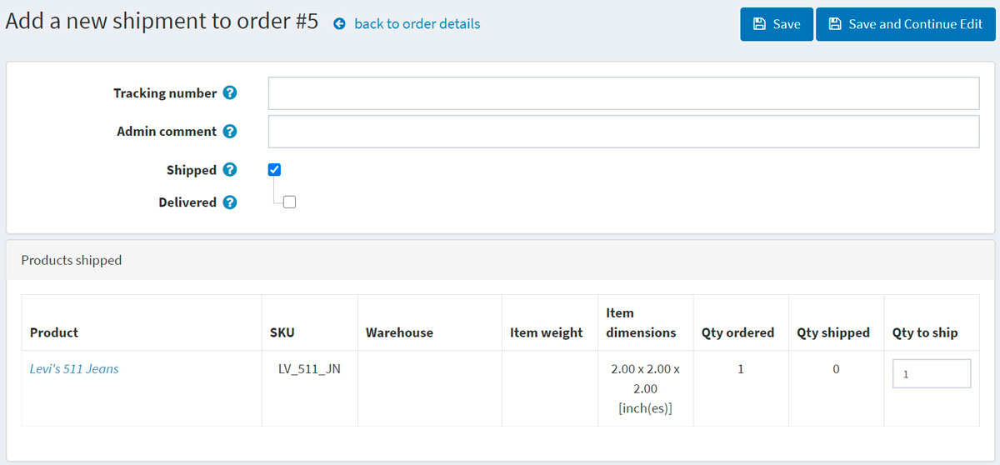 Add a new shipment to order #5 back to order details Save Save and Continue Edit
Tracking number ?
Admin comment ?
Shipped ?
Delivered ?
Products shipped
Product SKU Warehouse Item weight Item dimensions Qty ordered Qty shipped Qty to ship
Levi's 511 Jeans LV_511_JN 2.00 x 2.00 x 1 0 1
2.00
[inch(es)]